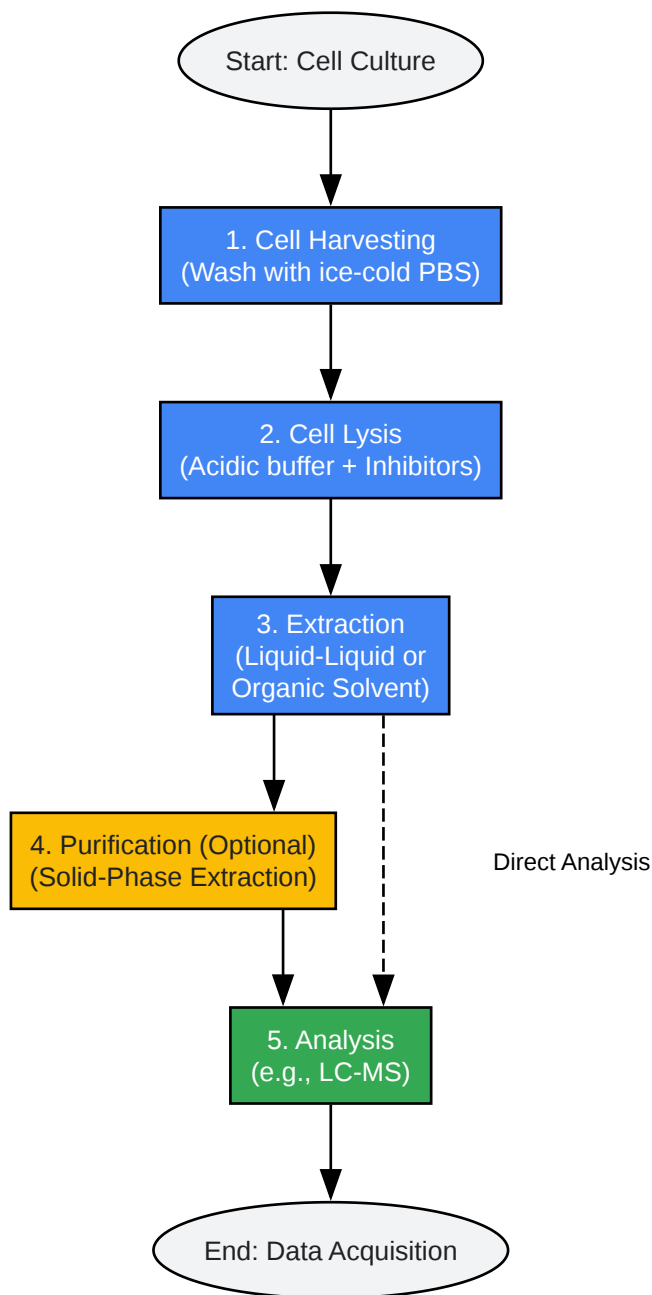 Start: Cell Culture
1. Cell Harvesting
(Wash with ice-cold PBS)
2. Cell Lysis
(Acidic buffer + Inhibitors)
3. Extraction
(Liquid-Liquid or
Organic Solvent)
4. Purification (Optional)
(Solid-Phase Extraction)
Direct Analysis
5. Analysis
(e.g., LC-MS)
End: Data Acquisition